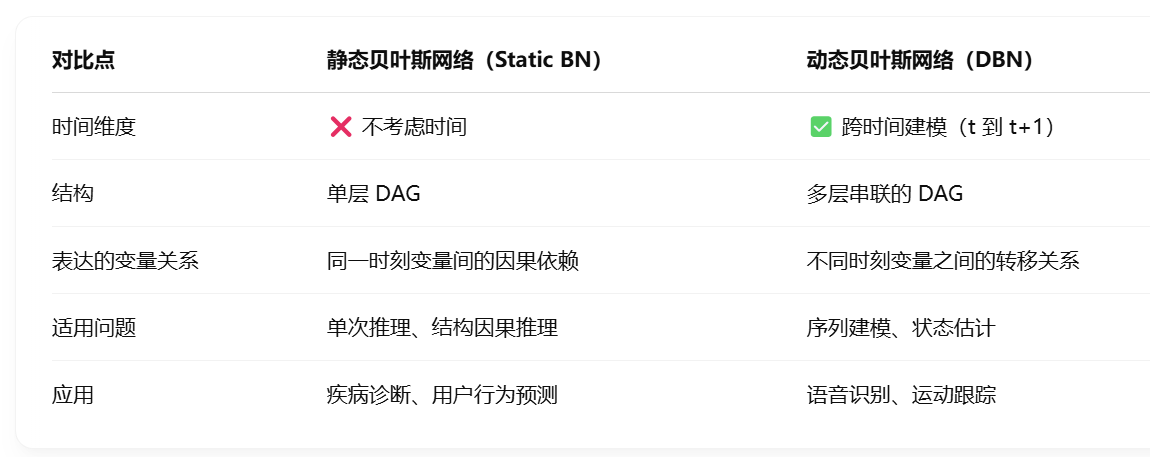 对比点 静态贝叶斯网络（Static BN） 动态贝叶斯网络（DBN）
时间维度 ❌ 不考虑时间 ✅ 跨时间建模（t 到 t+1）
结构 单层 DAG 多层串联的 DAG
表达的变量关系 同一时刻变量间的因果依赖 不同时刻变量之间的转移关系
适用问题 单次推理、结构因果推理 序列建模、状态估计
应用 疾病诊断、用户行为预测 语音识别、运动跟踪